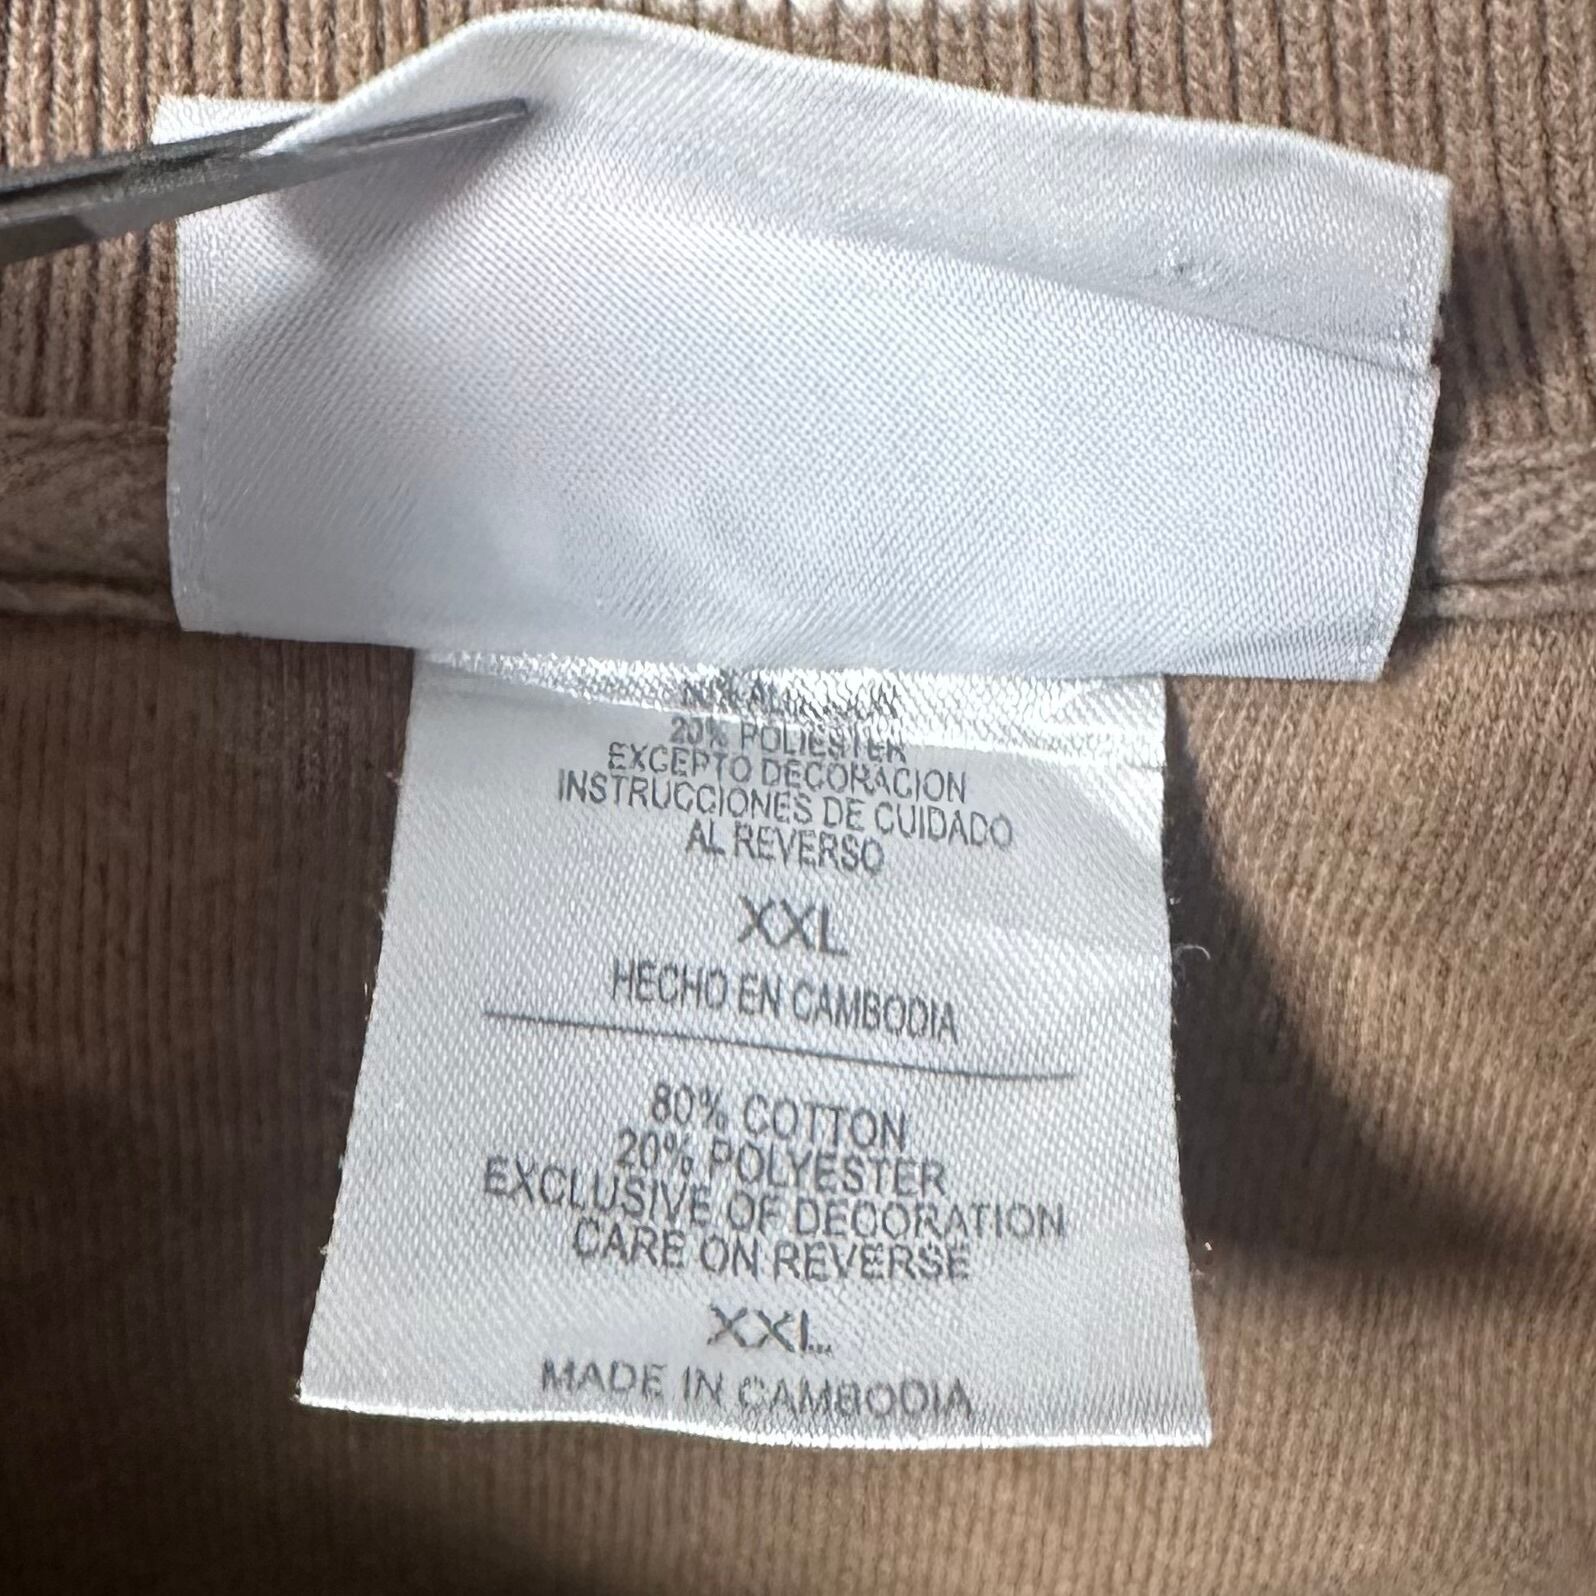 20% POLIESTER
EXCEPTO DECORACION
INSTRUCCIONES DE CUIDADO
AL REVERSO
XXL
HECHO EN CAMBODIA
80% COTTON
20% POLYESTER
EXCLUSIVE OF DECORATION
CARE ON REVERSE
XXL
MADE IN CAMBODIA